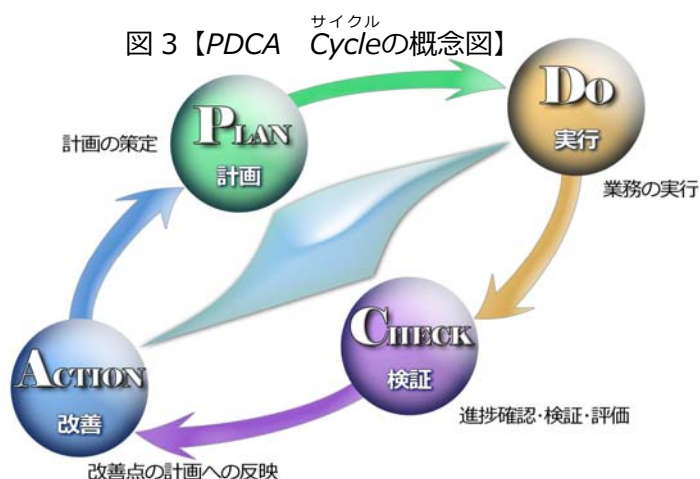 サイクル
図 3【PDCA　Cycleの概念図】
PLAN
計画
計画の策定
DO
実行
業務の実行
CHECK
検証
進捗確認・検証・評価
ACTION
改善
改善点の計画への反映